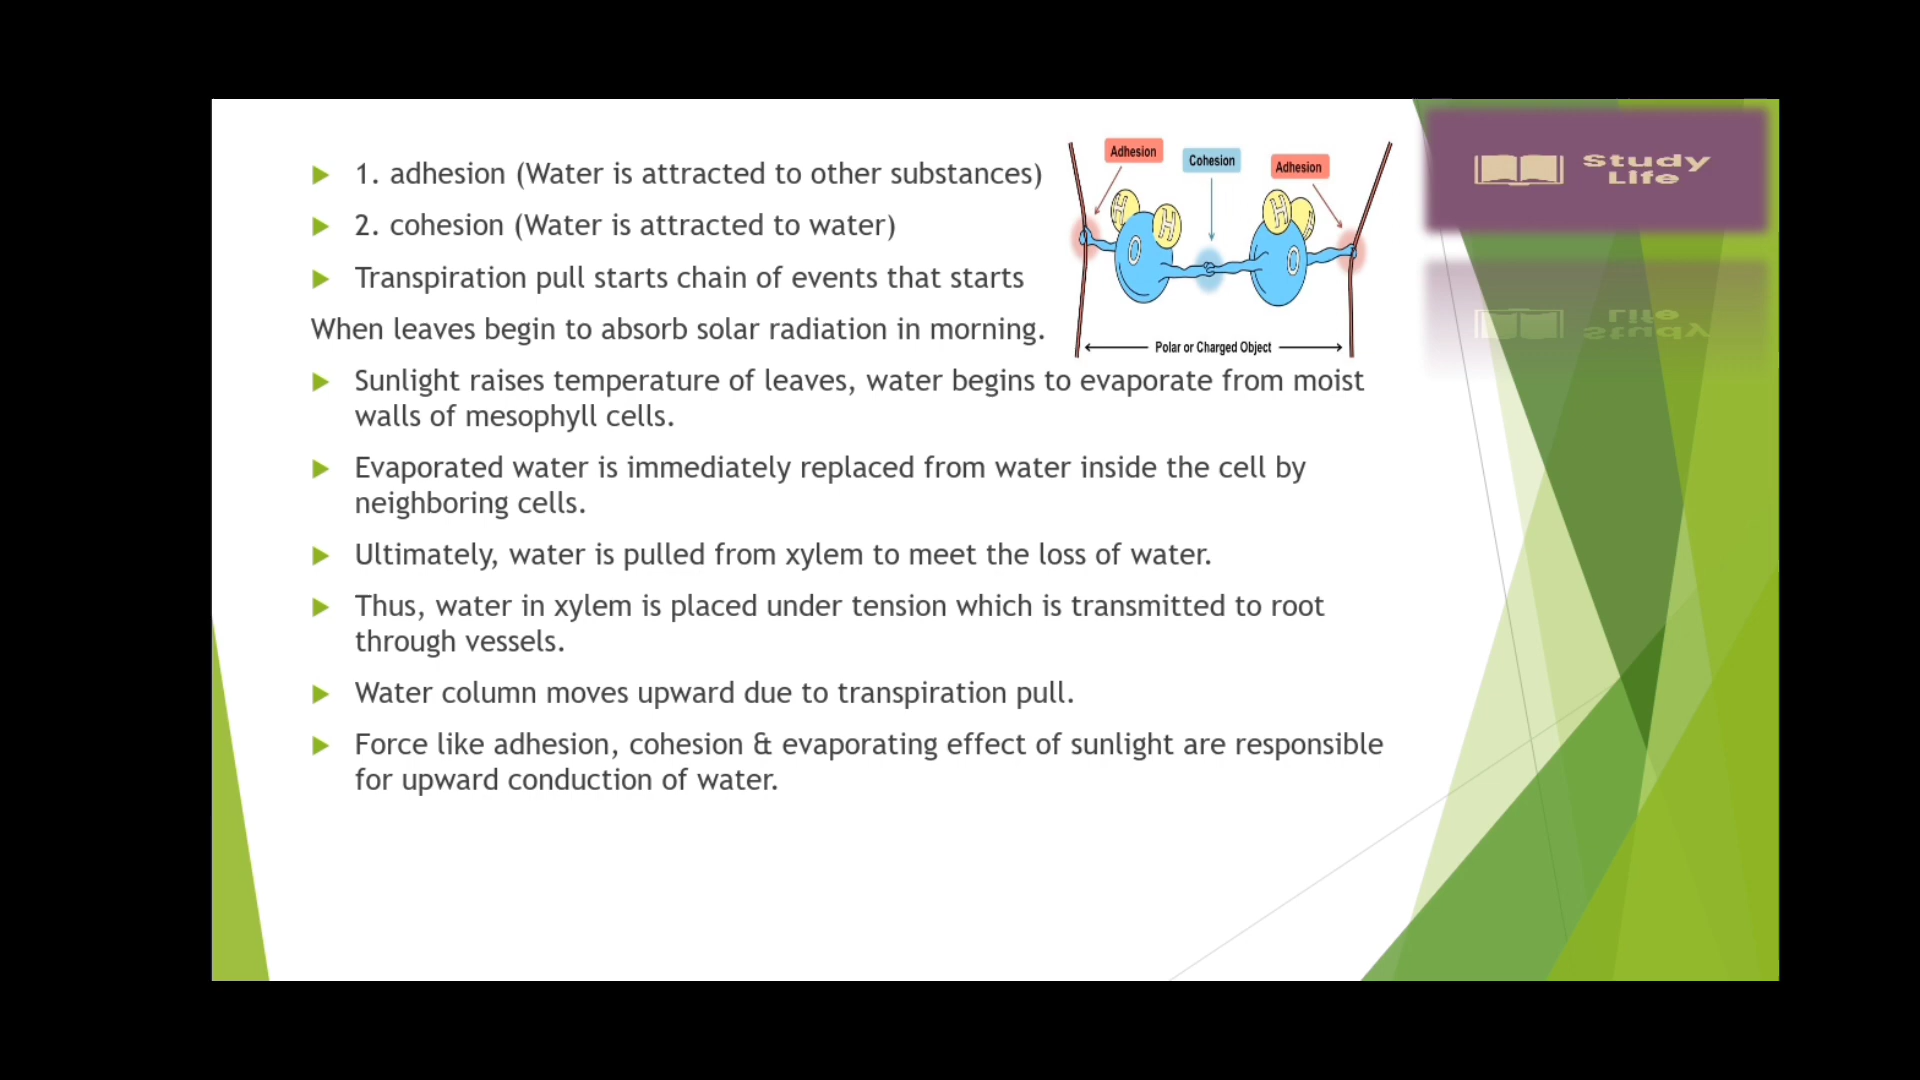 1. adhesion (Water is attracted to other substances)
2. cohesion (Water is attracted to water)
Transpiration pull starts chain of events that starts
When leaves begin to absorb solar radiation in morning.
Sunlight raises temperature of leaves, water begins to evaporate from moist
walls of mesophyll cells.
Evaporated water is immediately replaced from water inside the cell by
neighboring cells.
Ultimately, water is pulled from xylem to meet the loss of water.
Thus, water in xylem is placed under tension which is transmitted to root
through vessels.
Water column moves upward due to transpiration pull.
Force like adhesion, cohesion & evaporating effect of sunlight are responsible
for upward conduction of water.
Adhesion
Cohesion
Adhesion
H
H
O
H
H
O
Polar or Charged Object
Study
Life